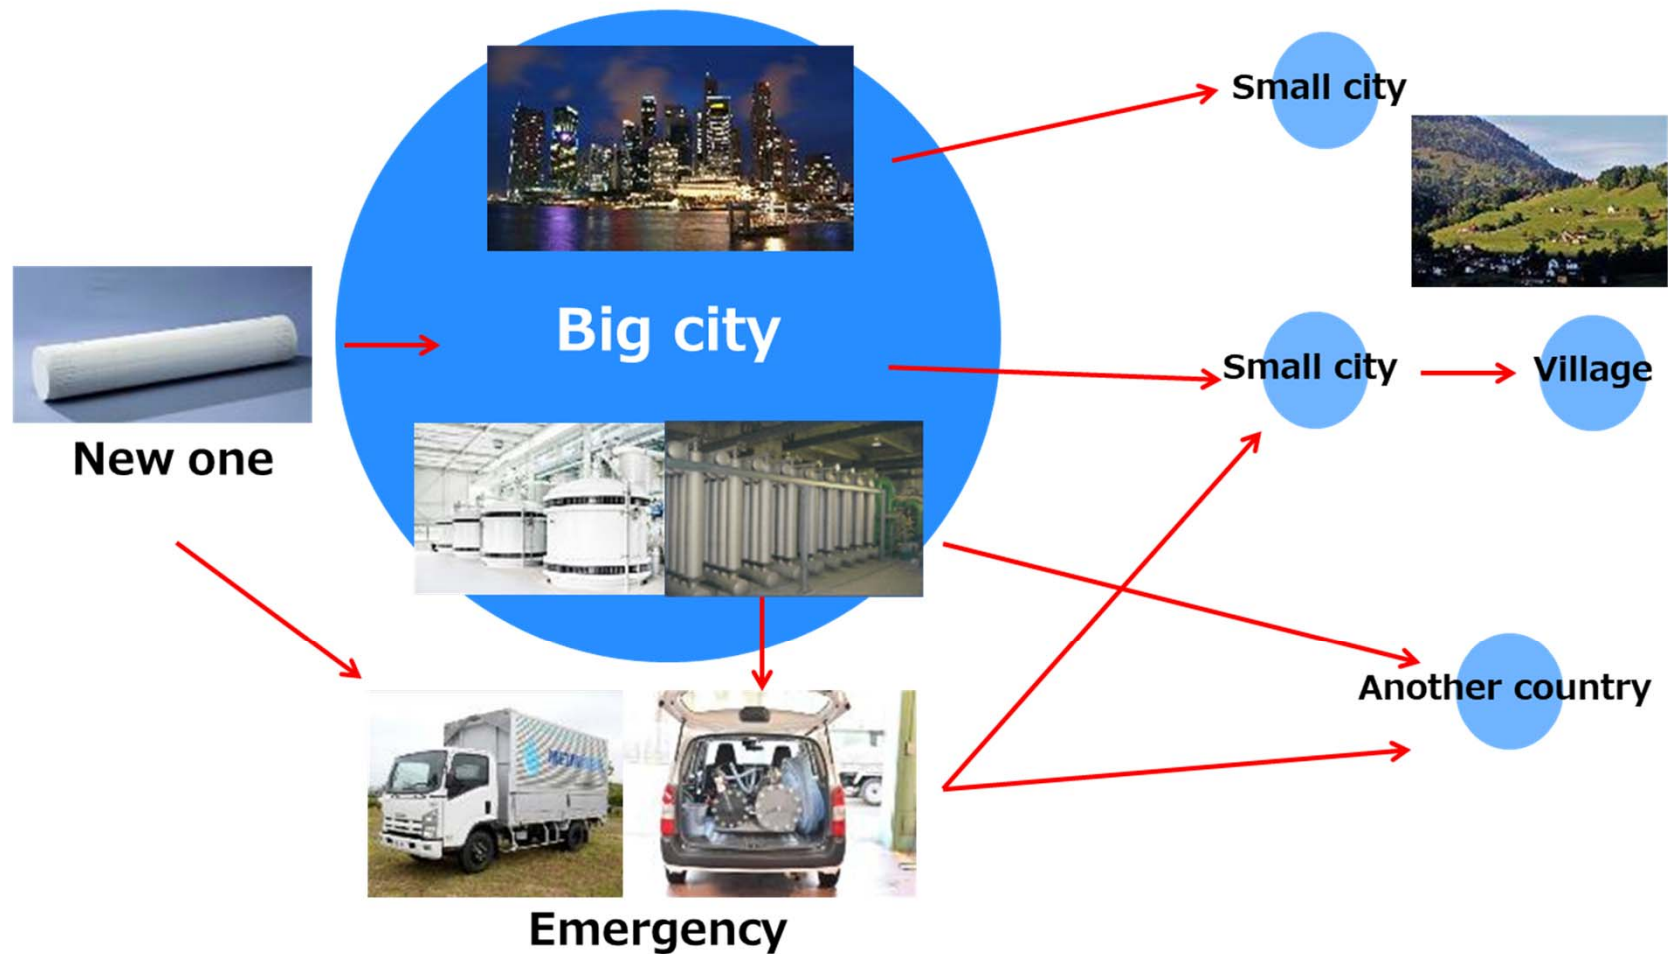 Small city
Big city
New one
Small city
Village
Another country
Emergency